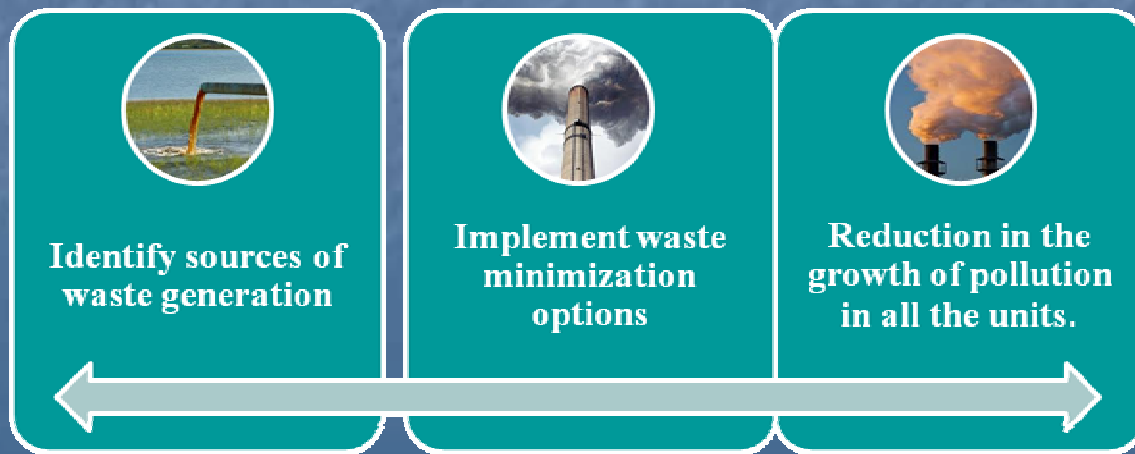 Identify sources of
waste generation
Implement waste
minimization
options
Reduction in the
growth of pollution
in all the units.